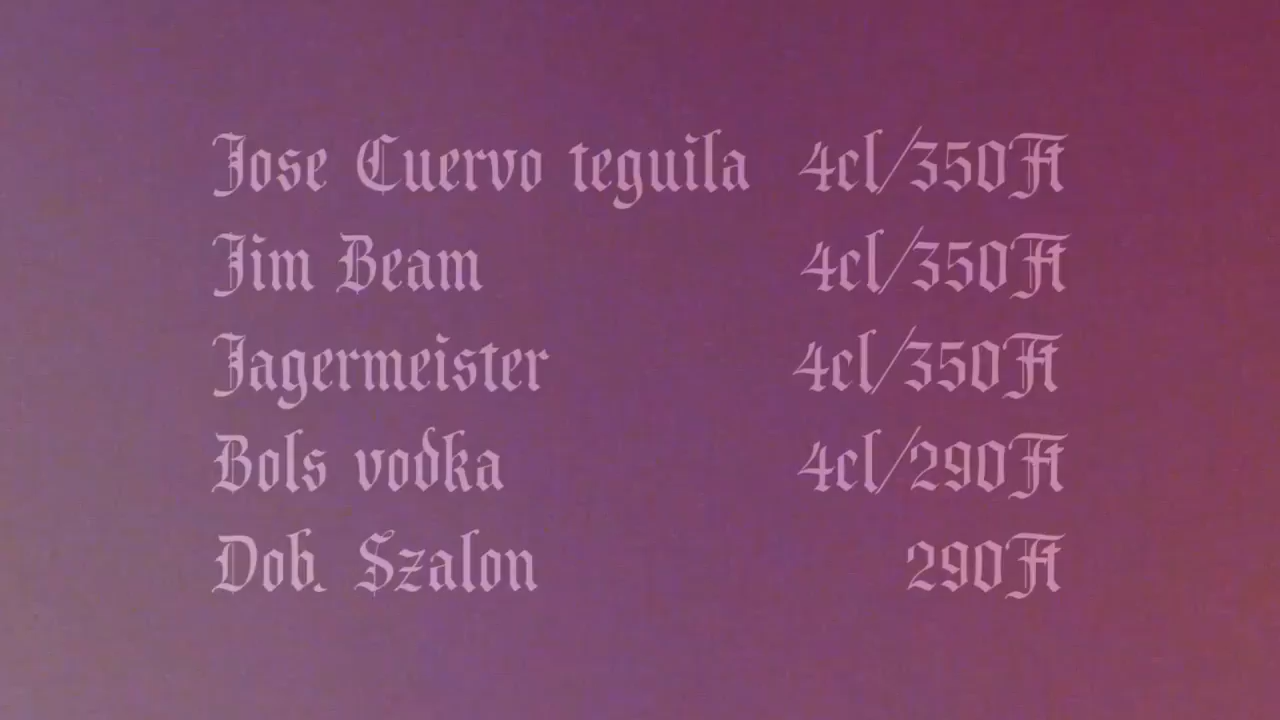 Jose Cuervo teguila 4cl/350Ft
Jim Beam 4cl/350Ft
Jagermeister 4cl/350Ft
Bols vodka 4cl/290Ft
Dob. Szalon 290Ft